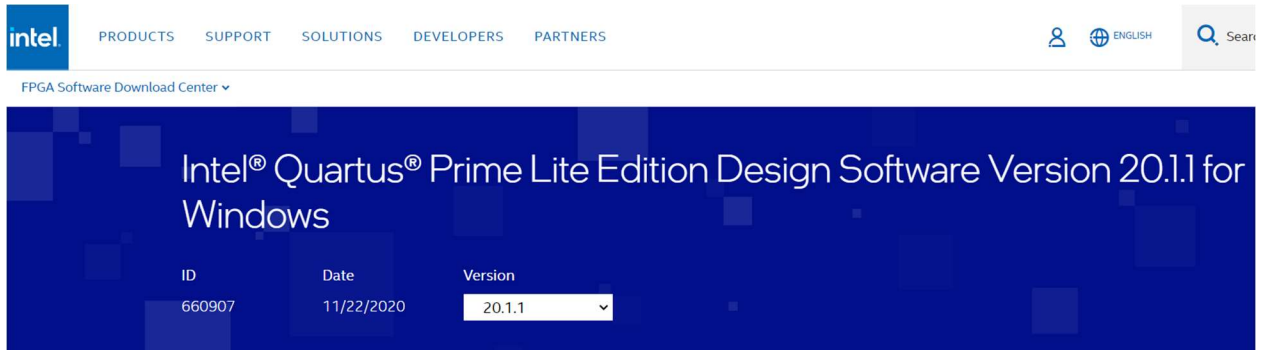 intel.
PRODUCTS SUPPORT SOLUTIONS DEVELOPERS PARTNERS ENGLISH
FPGA Software Download Center
Intel® Quartus® Prime Lite Edition Design Software Version 20.1.1 for
Windows
ID Date Version
660907 11/22/2020 20.1.1